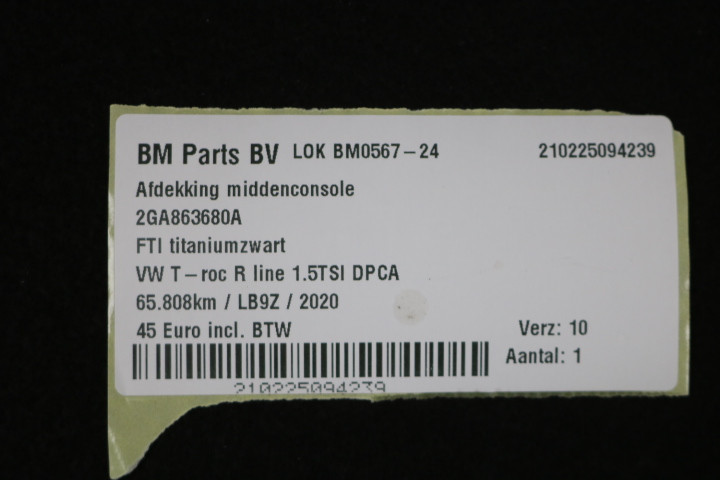 BM Parts BV LOK BM0567-24 210225094239
Afdekking middenconsole
2GA863680A
FTI titaniumzwart
VW T-roc R line 1.5TSI DPCA
65.808km / LB9Z / 2020
45 Euro incl. BTW Verz: 10
Aantal: 1
210225094239